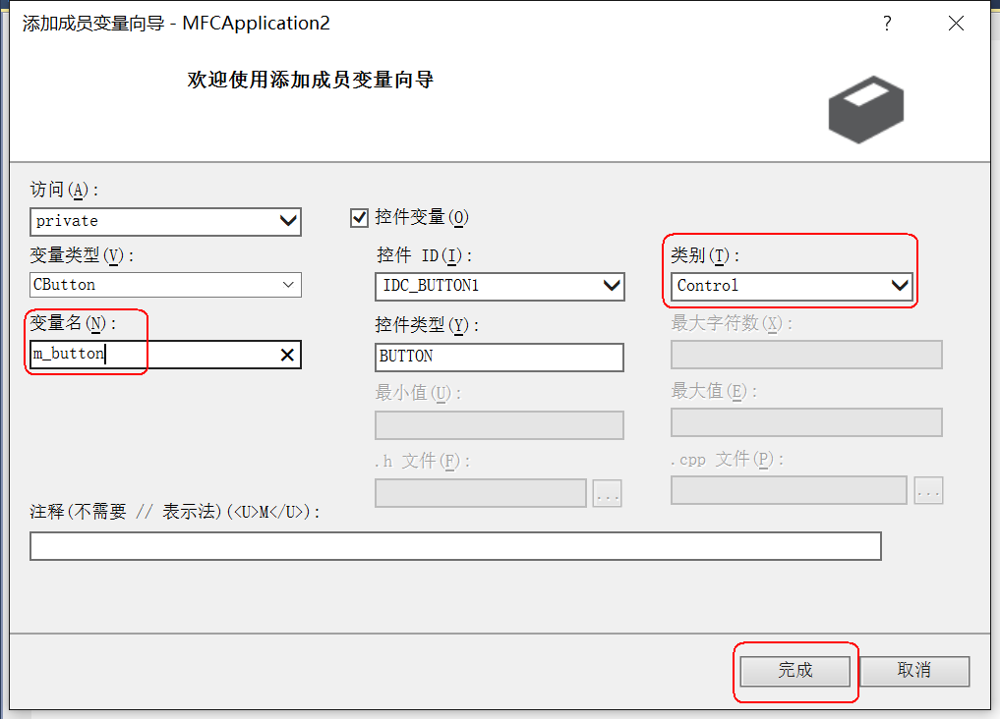 添加成员变量向导 - MFCApplication2
?
欢迎使用添加成员变量向导
访问(A):
private
控件变量(O)
变量类型(V):
控件 ID(I):
类别(T):
CButton
IDC_BUTTON1
Control
变量名(N):
控件类型(Y):
最大字符数(X):
m_button
BUTTON
最小值(U):
最大值(E):
.h 文件(F):
.cpp 文件(P):
...
...
注释(不需要 // 表示法)(<U>M</U>):
完成
取消